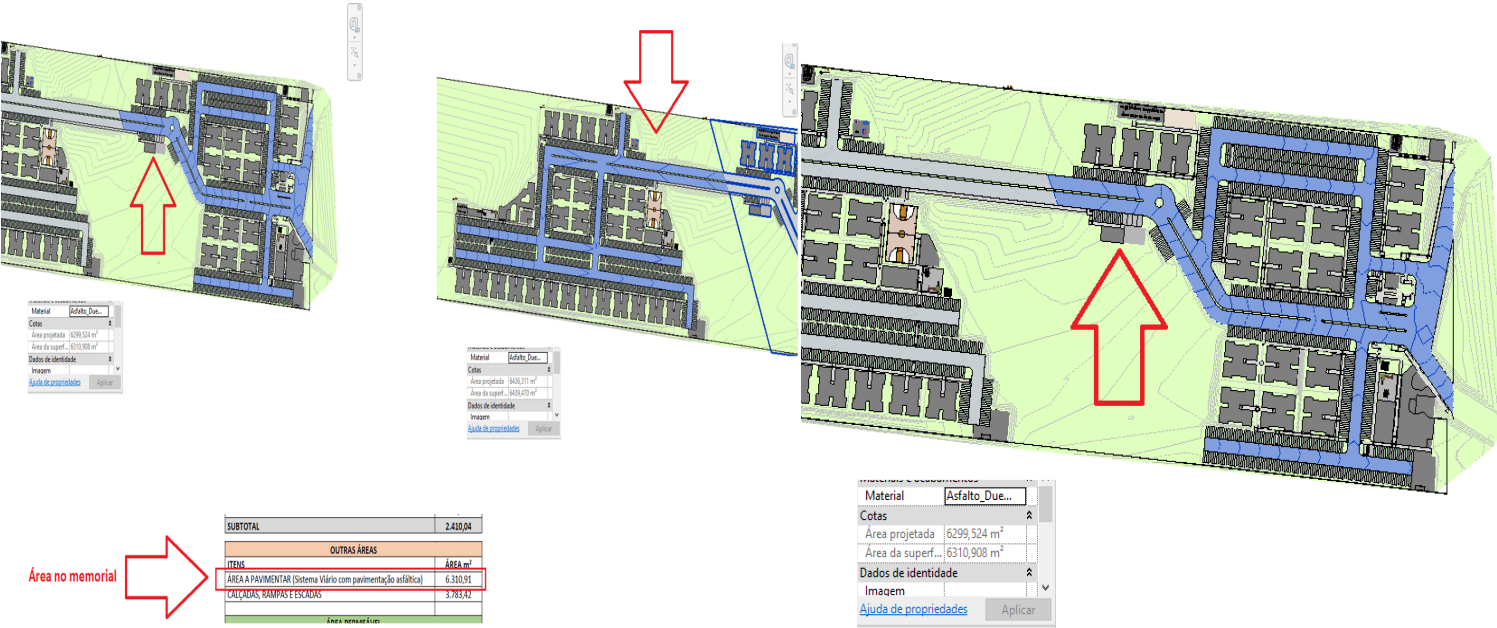 Material Asfalto_Due...
Cotas
Área projetada 6299,524 m²
Área da superf... 6310,908 m²
Dados de identidade
Imagem
Ajuda de propriedades Aplicar
Material Asfalto_Due...
Cotas
Área projetada 6436,311 m²
Área da superf... 6439,470 m²
Dados de identidade
Imagem
Ajuda de propriedades Aplicar
Materiais e acabamentos
Material Asfalto_Due...
Cotas
Área projetada 6299,524 m²
Área da superf... 6310,908 m²
Dados de identidade
Imagem
Ajuda de propriedades Aplicar
Área no memorial
SUBTOTAL 2.410,04
OUTRAS ÁREAS
ITENS ÁREA m²
ÁREA A PAVIMENTAR (Sistema Viário com pavimentação asfáltica) 6.310,91
CALÇADAS, RAMPAS E ESCADAS 3.783,42
ÁREA PERMEÁVEL